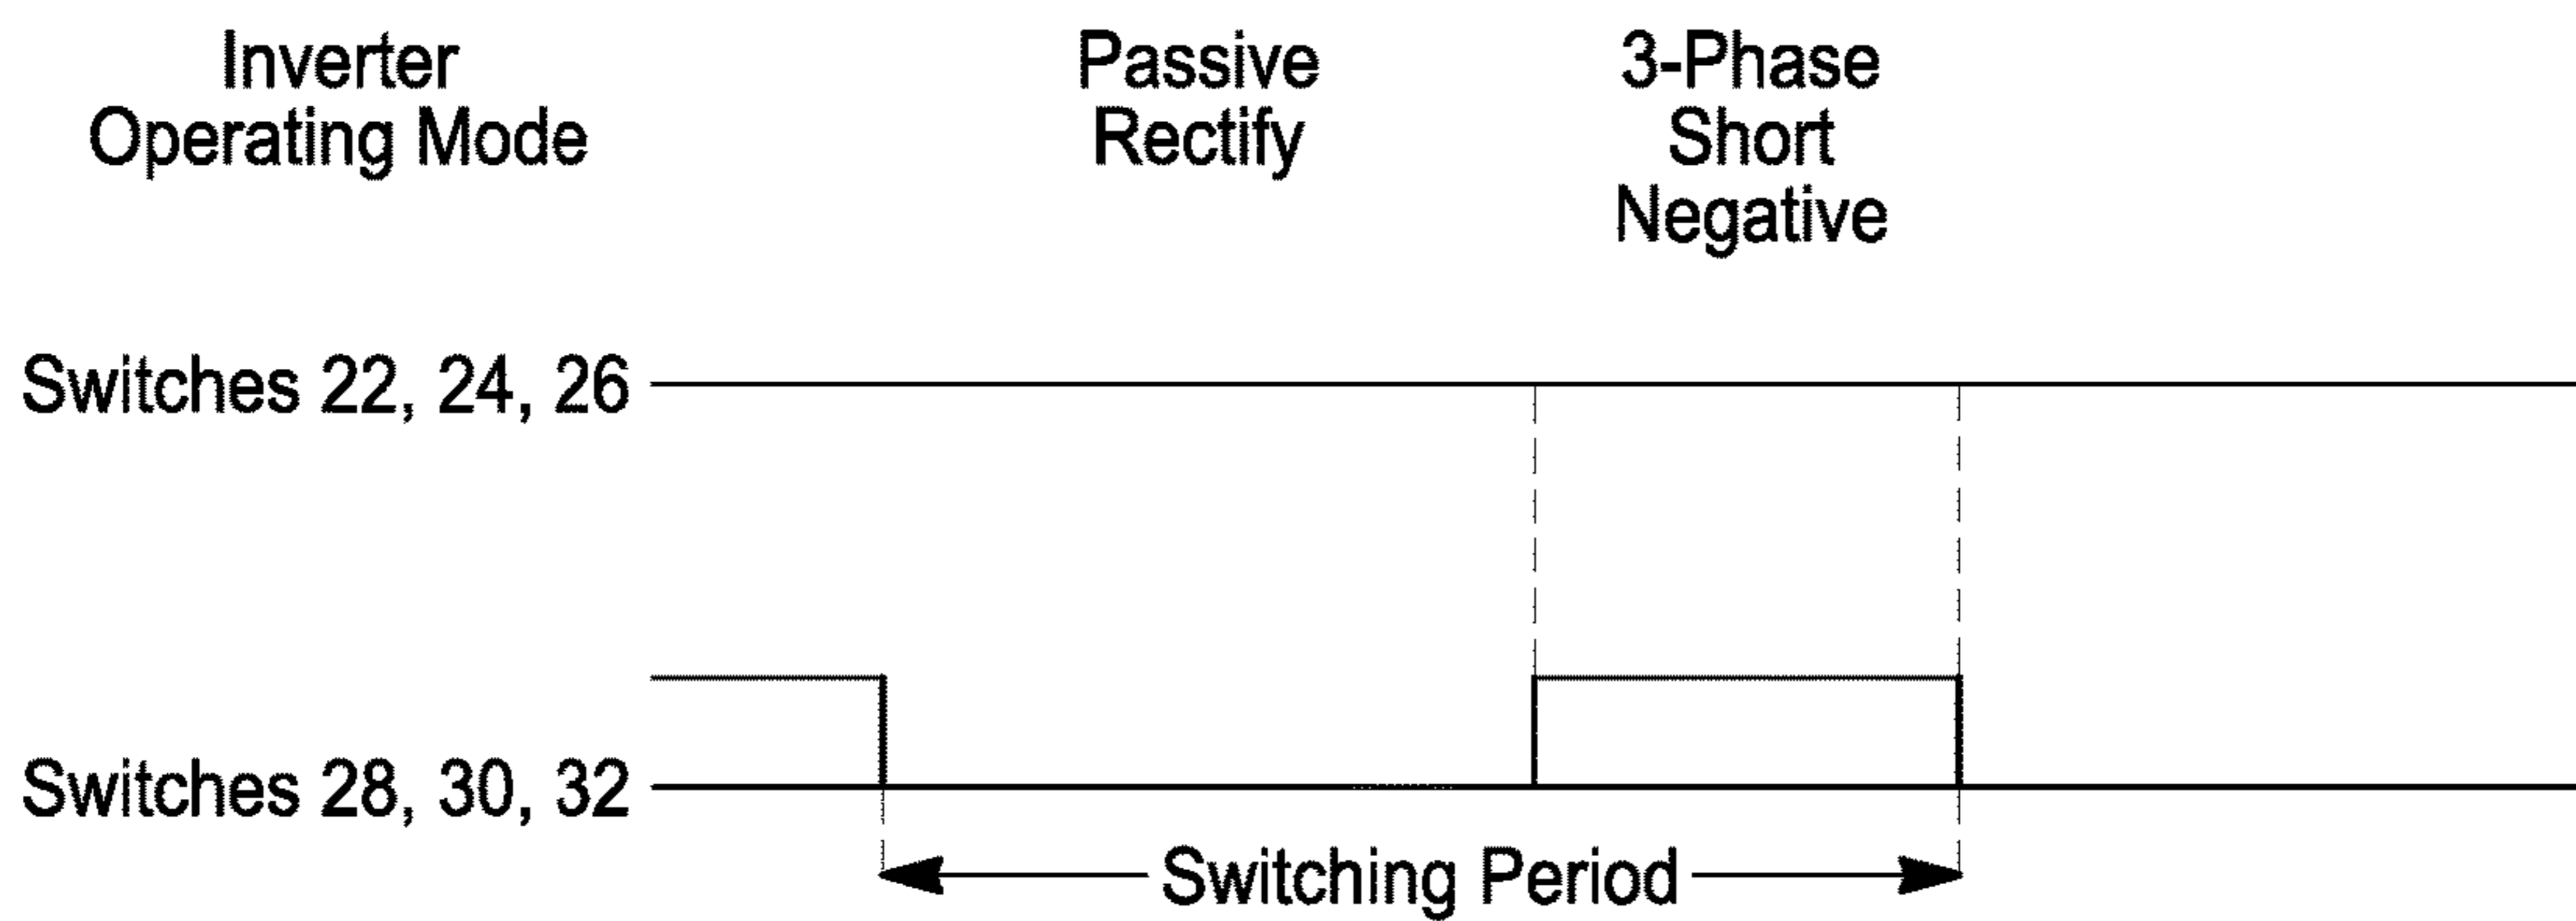 Inverter
Operating Mode
Passive
Rectify
3-Phase
Short
Negative
Switches 22, 24, 26
Switches 28, 30, 32
Switching Period